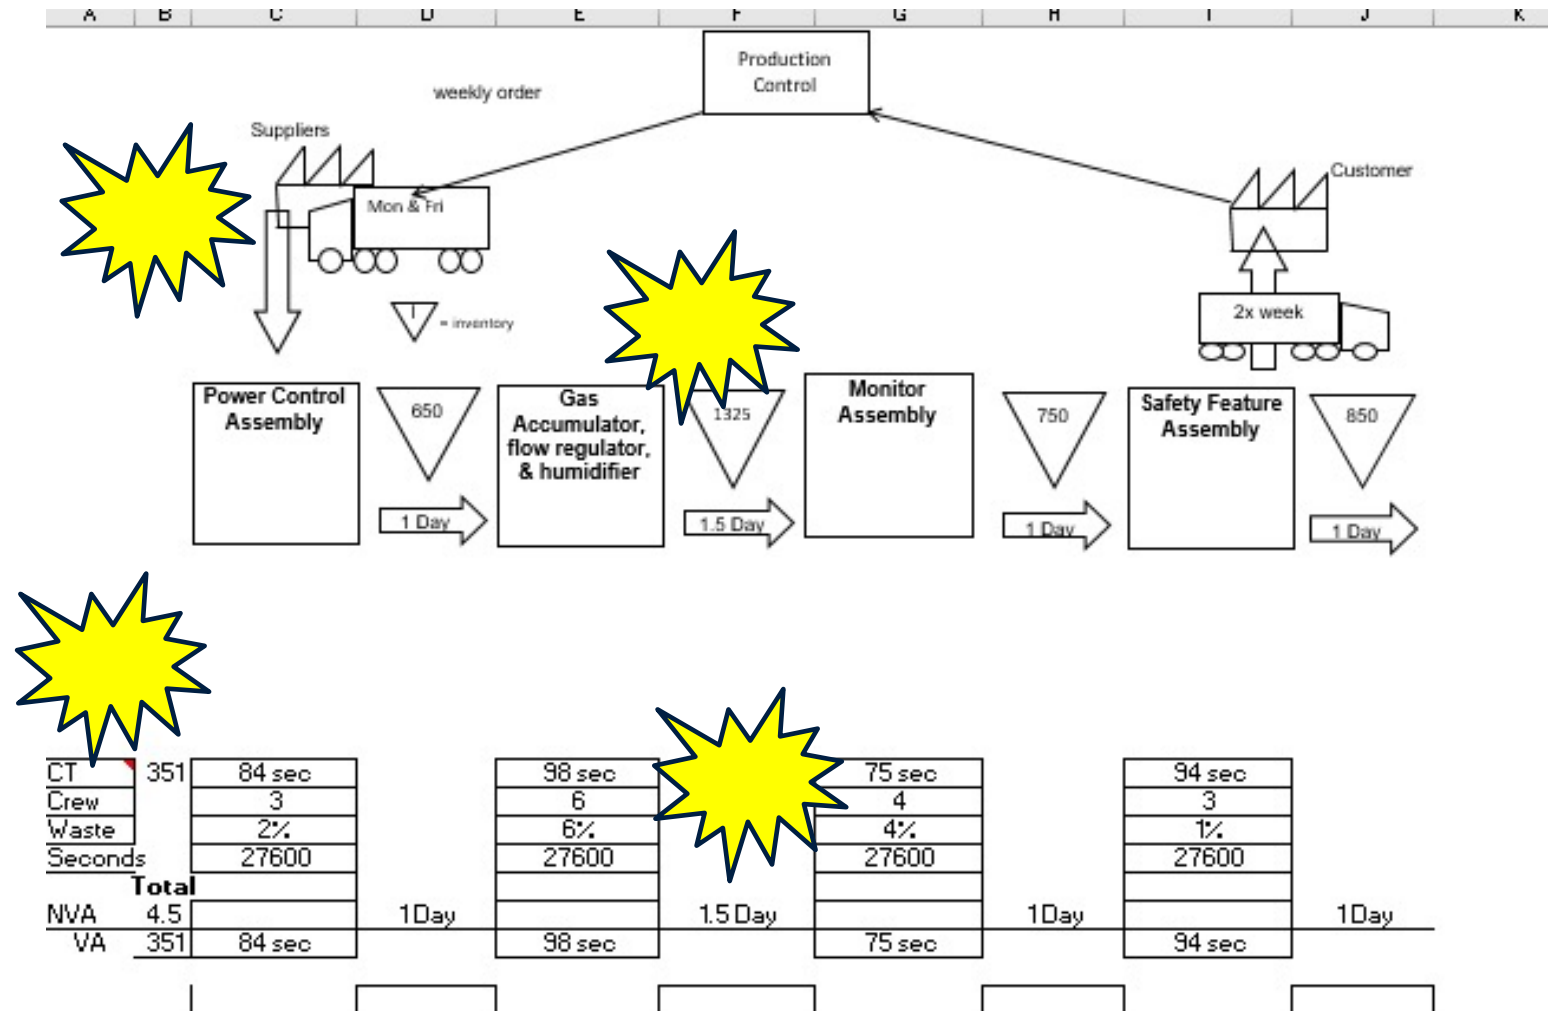 A B C D E F G H I J K
Production
Control
weekly order
Suppliers
Customer
Mon & Fri
2x week
I
= inventory
Power Control
Assembly
650
1 Day
Gas
Accumulator,
flow regulator,
& humidifier
1325
1.5 Day
Monitor
Assembly
750
1 Day
Safety Feature
Assembly
850
1 Day
CT 351 84 sec 98 sec 75 sec 94 sec
Crew 3 6 4 3
Waste 2% 6% 4% 1%
Seconds 27600 27600 27600 27600
Total
NVA 4.5 1 Day 1.5 Day 1 Day 1 Day
VA 351 84 sec 98 sec 75 sec 94 sec